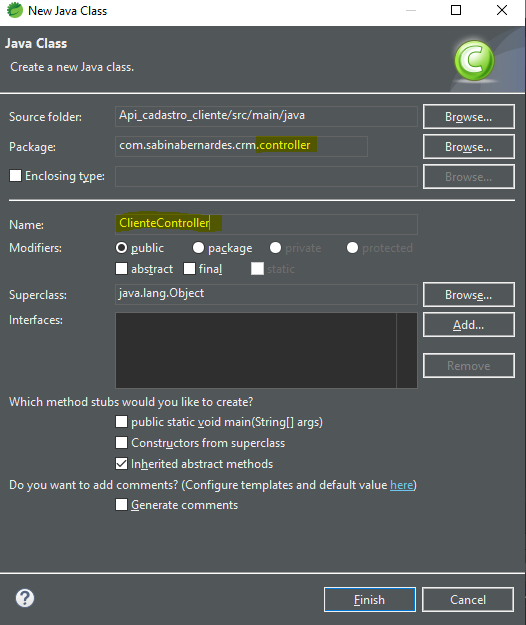 New Java Class
Java Class
Create a new Java class.
Source folder: Api_cadastro_cliente/src/main/java Browse...
Package: com.sabinabernardes.crm.controller Browse...
Enclosing type: Browse...
Name: ClienteController
Modifiers: public package private protected
abstract final static
Superclass: java.lang.Object Browse...
Interfaces: Add...
Remove
Which method stubs would you like to create?
public static void main(String[] args)
Constructors from superclass
Inherited abstract methods
Do you want to add comments? (Configure templates and default value here)
Generate comments
? Finish Cancel